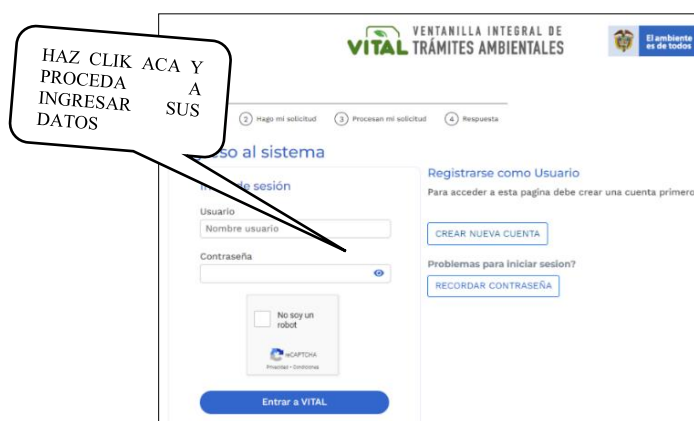 VITAL
VENTANILLA INTEGRAL DE
TRÁMITES AMBIENTALES
El ambiente
es de todos
HAZ CLIK ACA Y
PROCEDA A
INGRESAR SUS
DATOS
2 Hago mi solicitud 3 Procesan mi solicitud 4 Respuesta
al sistema
de sesión
Usuario
Nombre usuario
Contraseña
No soy un
robot
reCAPTCHA
Privacidad - Condiciones
Entrar a VITAL
Registrarse como Usuario
Para acceder a esta pagina debe crear una cuenta primero
CREAR NUEVA CUENTA
Problemas para iniciar sesion?
RECORDAR CONTRASEÑA